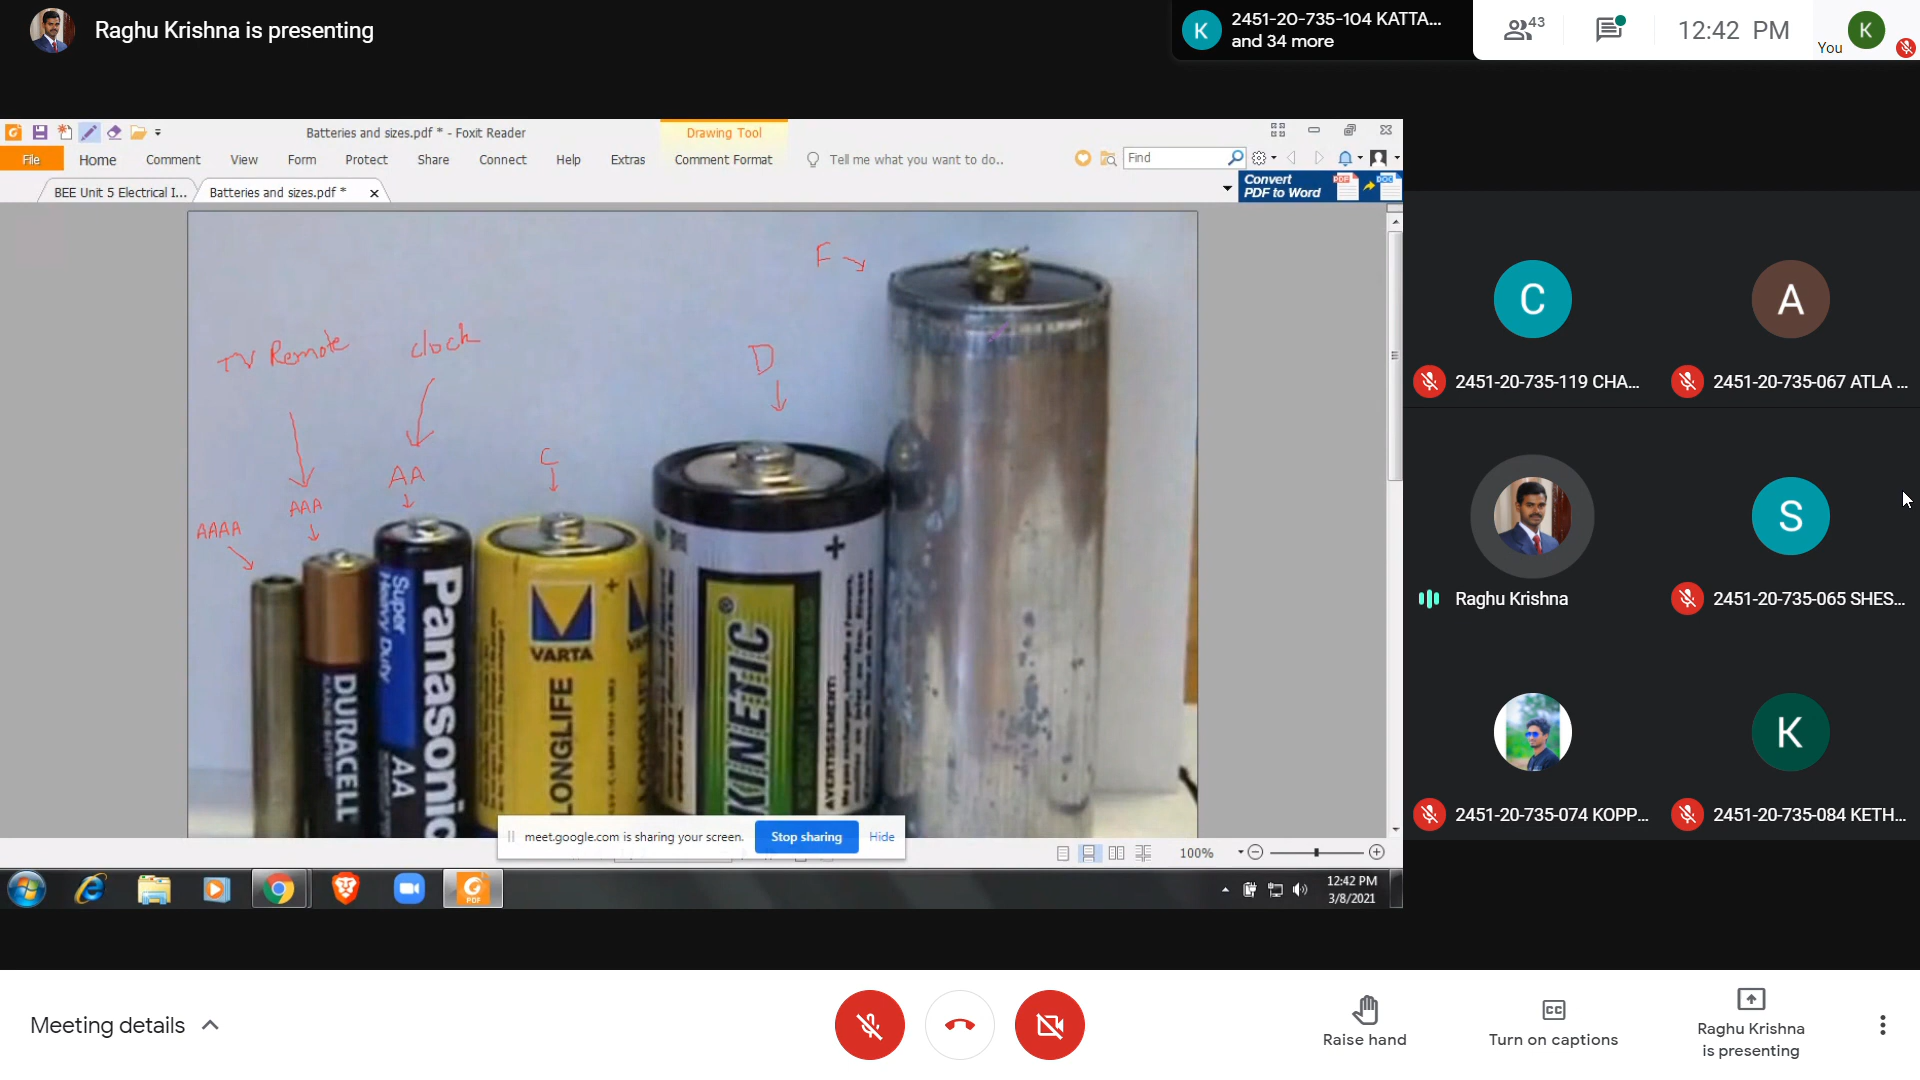 Raghu Krishna is presenting
2451-20-735-104 KATTA...
and 34 more
K
43
12:42 PM
You
K
Batteries and sizes.pdf * - Foxit Reader
Drawing Tool
File
Home
Comment
View
Form
Protect
Share
Connect
Help
Extras
Comment Format
Tell me what you want to do..
Find
BEE Unit 5 Electrical I...
Batteries and sizes.pdf *
Convert
PDF to Word
F
TV Remote
clock
D
C
AA
AAA
AAAA
DURACELL
Super
Heavy Duty
Panasonic
AA
VARTA
LONGLIFE
KINETIC
AVERTISSEMENT:
C
2451-20-735-119 CHA...
A
2451-20-735-067 ATLA ...
Raghu Krishna
S
2451-20-735-065 SHES...
2451-20-735-074 KOPP...
K
2451-20-735-084 KETH...
meet.google.com is sharing your screen.
Stop sharing
Hide
100%
12:42 PM
3/8/2021
Meeting details
Raise hand
Turn on captions
Raghu Krishna
is presenting